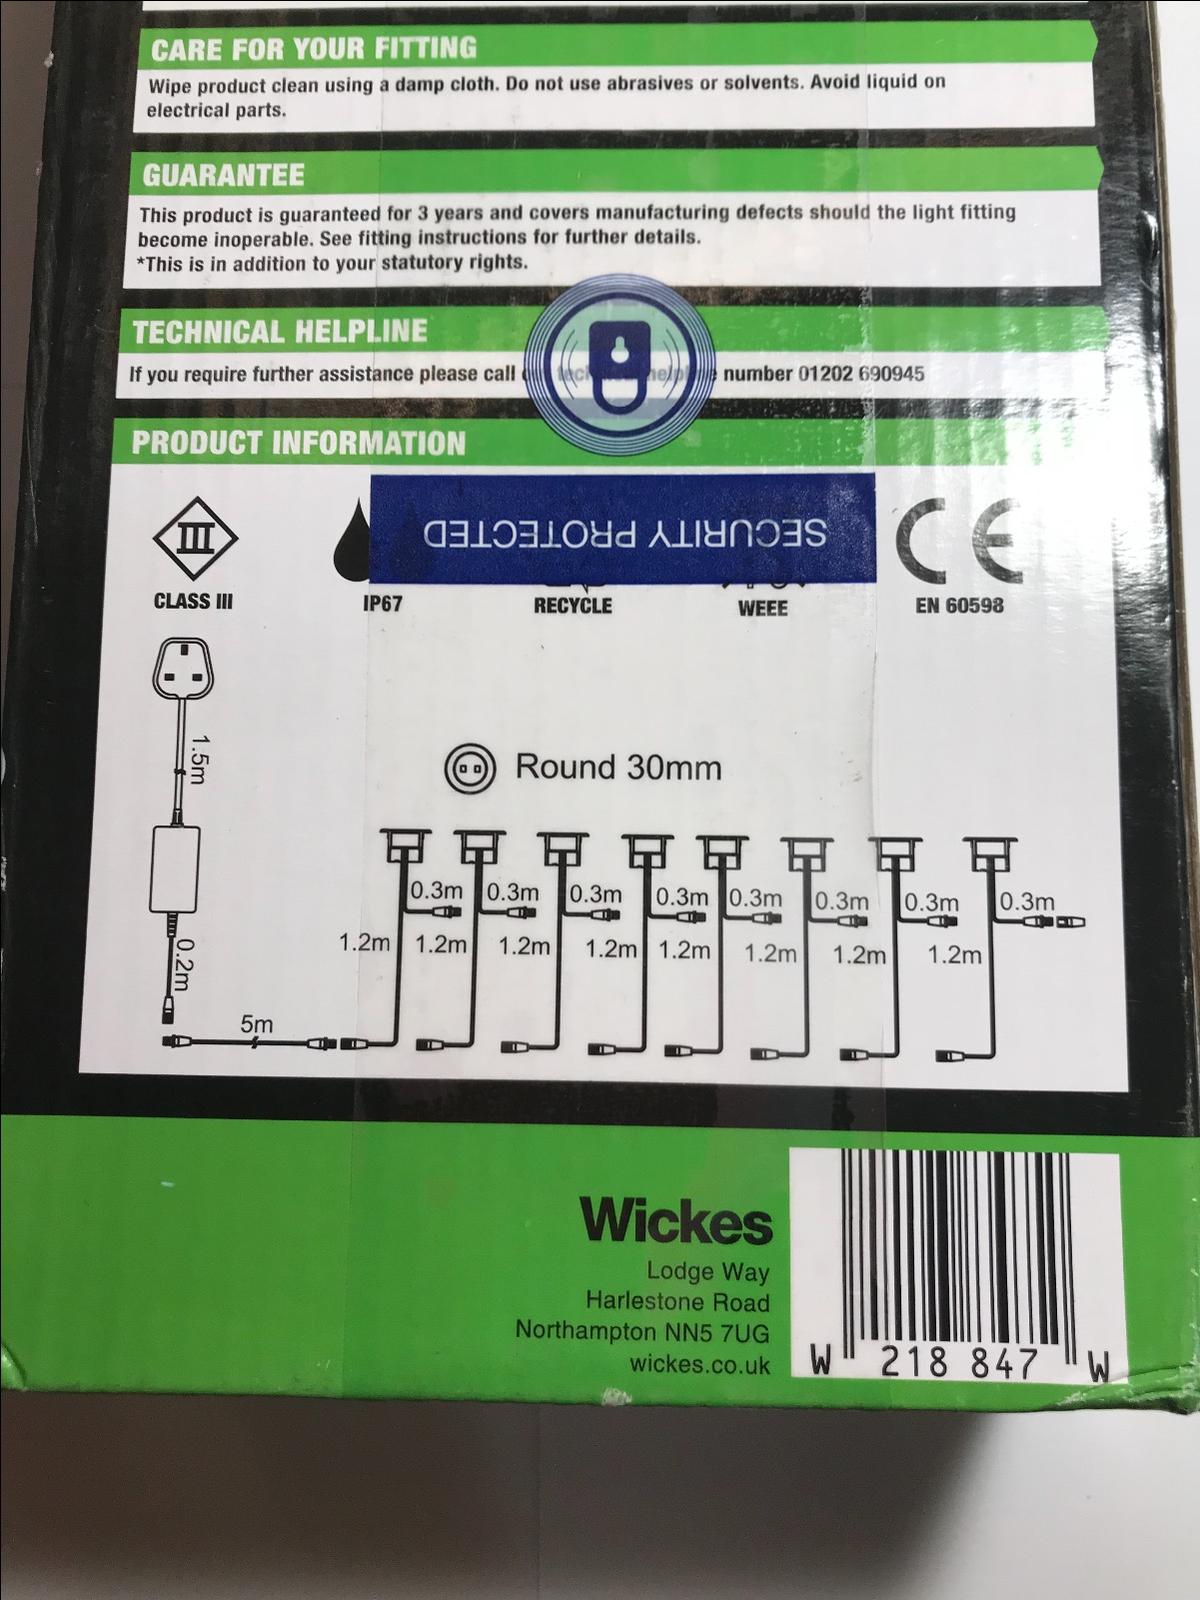 CARE FOR YOUR FITTING
Wipe product clean using a damp cloth. Do not use abrasives or solvents. Avoid liquid on
electrical parts.
GUARANTEE
This product is guaranteed for 3 years and covers manufacturing defects should the light fitting
become inoperable. See fitting instructions for further details.
*This is in addition to your statutory rights.
TECHNICAL HELPLINE
If you require further assistance please call number 01202 690945
PRODUCT INFORMATION
SECURITY PROTECTED
III
CE
CLASS III
IP67
RECYCLE
WEEE
EN 60598
1.5m
Round 30mm
0.3m 0.3m 0.3m 0.3m 0.3m 0.3m 0.3m 0.3m
1.2m 1.2m 1.2m 1.2m 1.2m 1.2m 1.2m 1.2m
0.2m
5m
Wickes
Lodge Way
Harlestone Road
Northampton NN5 7UG
wickes.co.uk
W 218 847 W